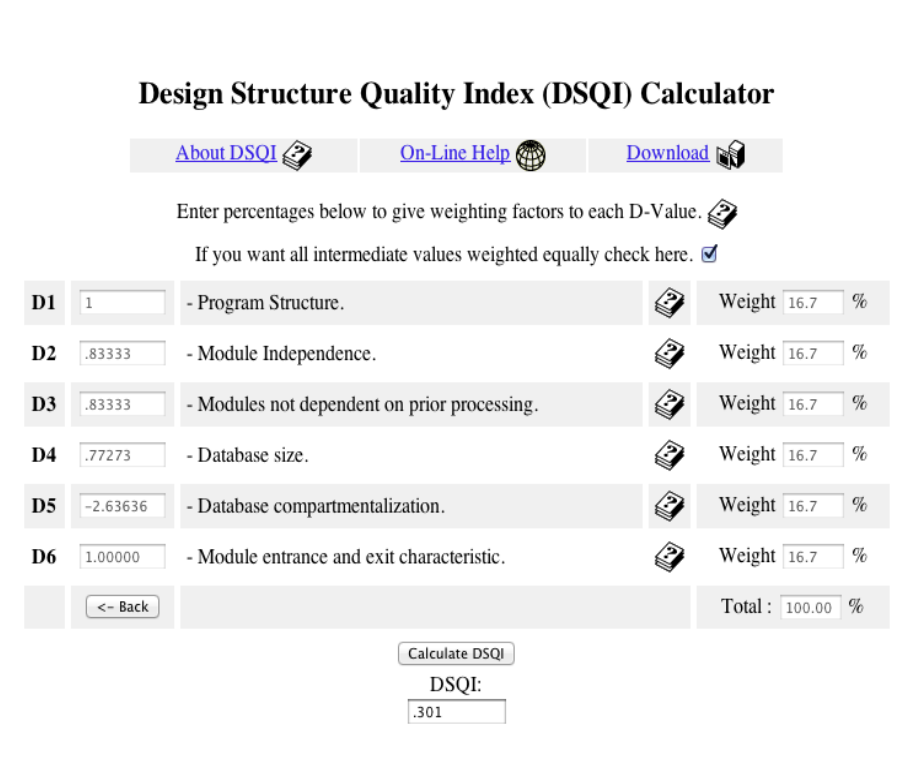 Design Structure Quality Index (DSQI) Calculator
About DSQI ? On-Line Help Download
Enter percentages below to give weighting factors to each D-Value. ?
If you want all intermediate values weighted equally check here.
D1 1 - Program Structure. ? Weight 16.7 %
D2 .83333 - Module Independence. ? Weight 16.7 %
D3 .83333 - Modules not dependent on prior processing. ? Weight 16.7 %
D4 .77273 - Database size. ? Weight 16.7 %
D5 -2.63636 - Database compartmentalization. ? Weight 16.7 %
D6 1.00000 - Module entrance and exit characteristic. ? Weight 16.7 %
<- Back Total : 100.00 %
Calculate DSQI
DSQI:
.301